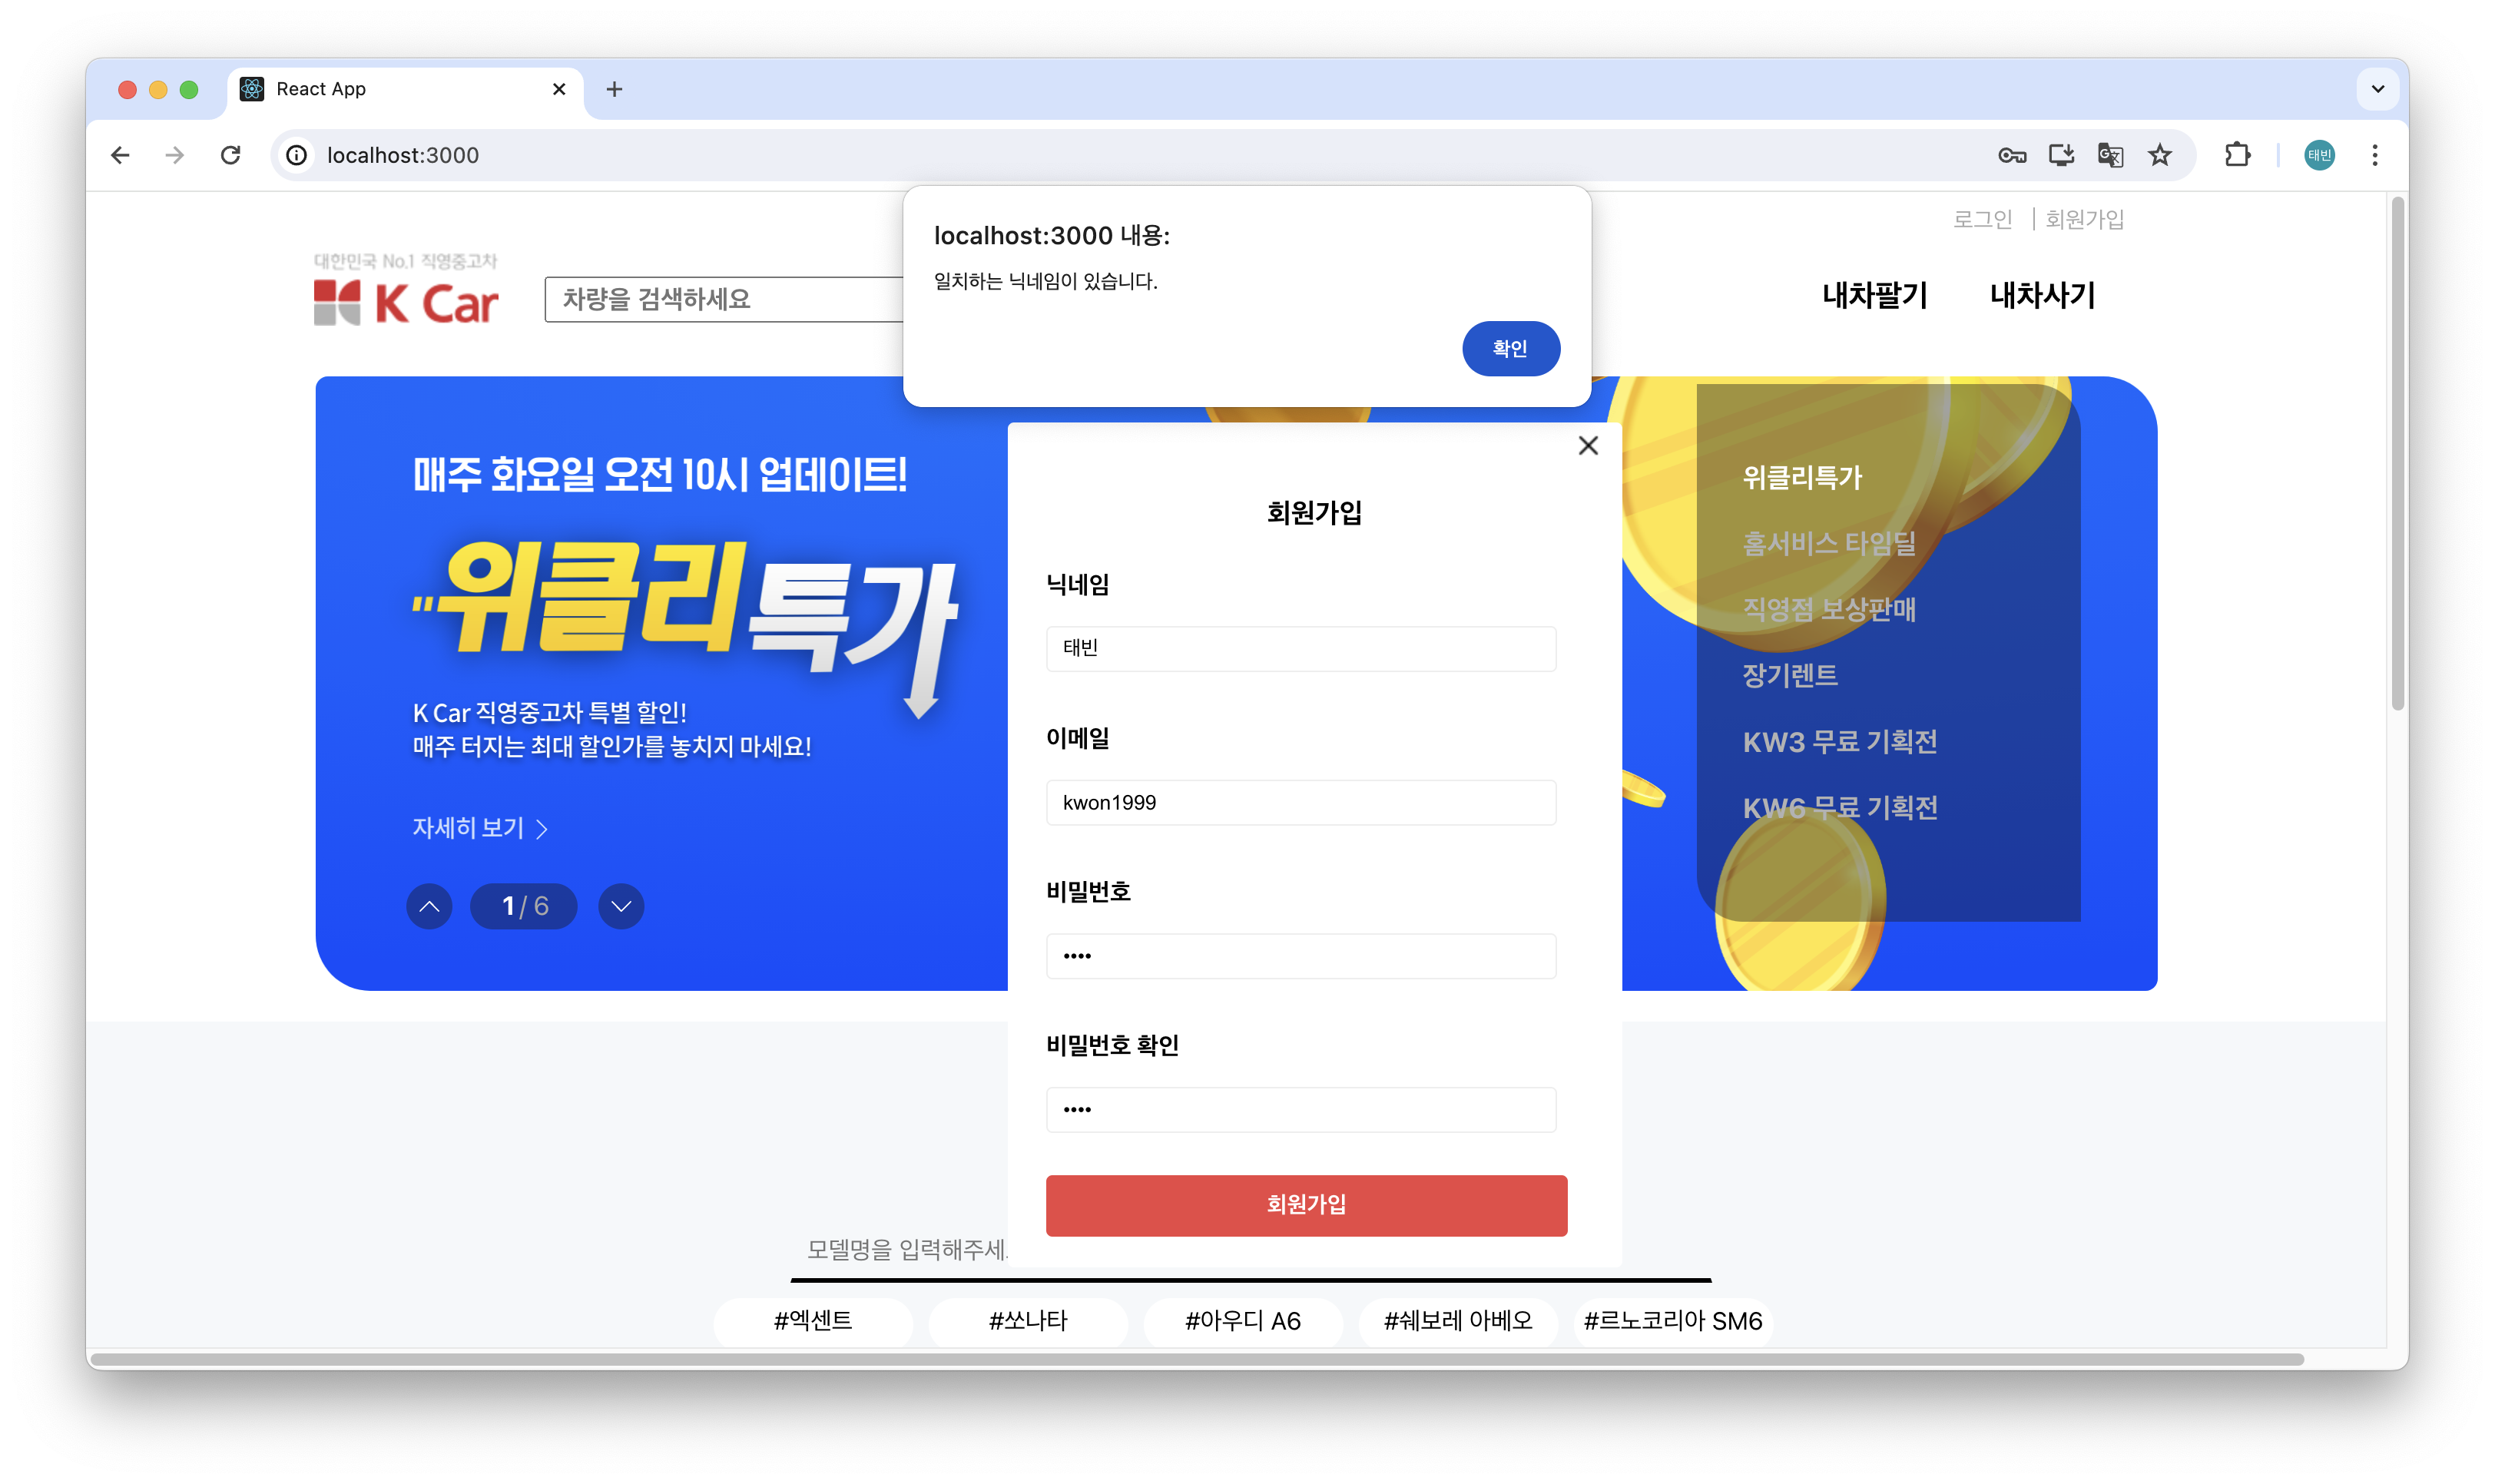 React App
localhost:3000
태빈
localhost:3000 내용:
일치하는 닉네임이 있습니다.
확인
로그인 | 회원가입
대한민국 No.1 직영중고차
K Car
차량을 검색하세요
내차팔기
내차사기
매주 화요일 오전 10시 업데이트!
위클리특가
K Car 직영중고차 특별 할인!
매주 터지는 최대 할인가를 놓치지 마세요!
자세히 보기
1 / 6
회원가입
닉네임
태빈
이메일
kwon1999
비밀번호
••••
비밀번호 확인
••••
회원가입
위클리특가
홈서비스 타임딜
직영점 보상판매
장기렌트
KW3 무료 기획전
KW6 무료 기획전
모델명을 입력해주세.
#엑센트
#쏘나타
#아우디 A6
#쉐보레 아베오
#르노코리아 SM6